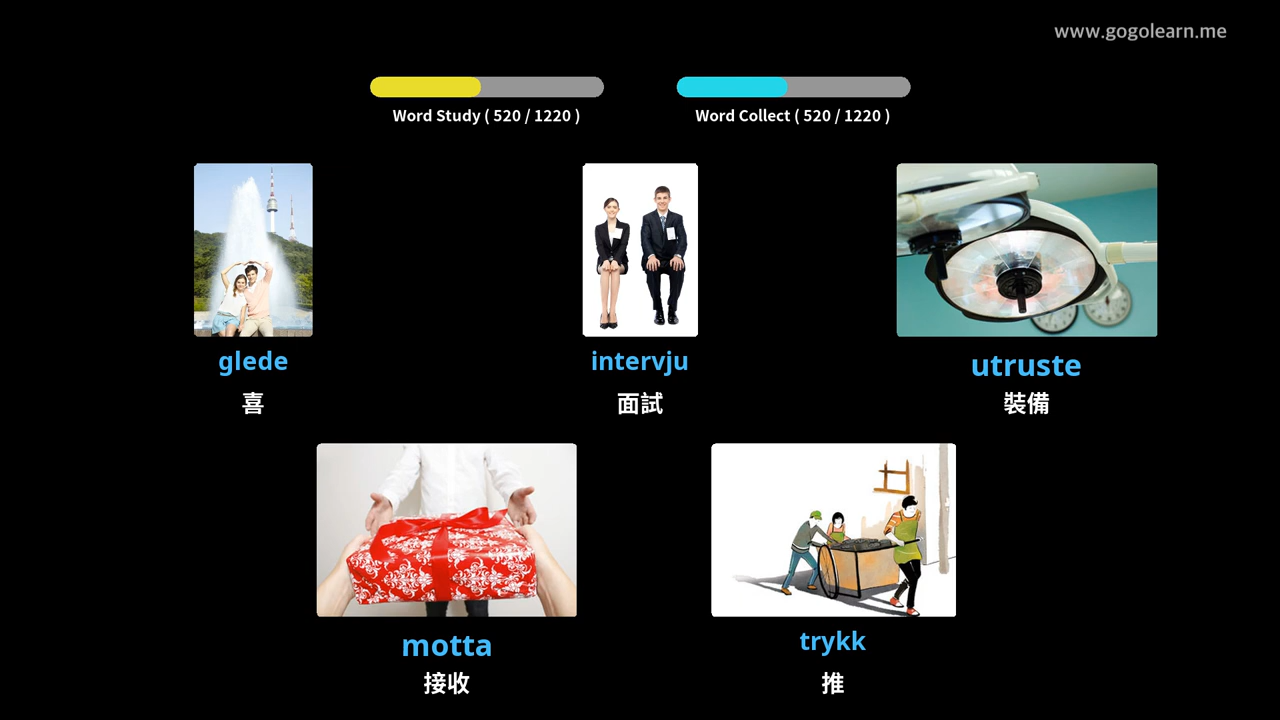 www.gogolearn.me
Word Study ( 520 / 1220 )
Word Collect ( 520 / 1220 )
glede
喜
intervju
面試
utruste
裝備
motta
接收
trykk
推